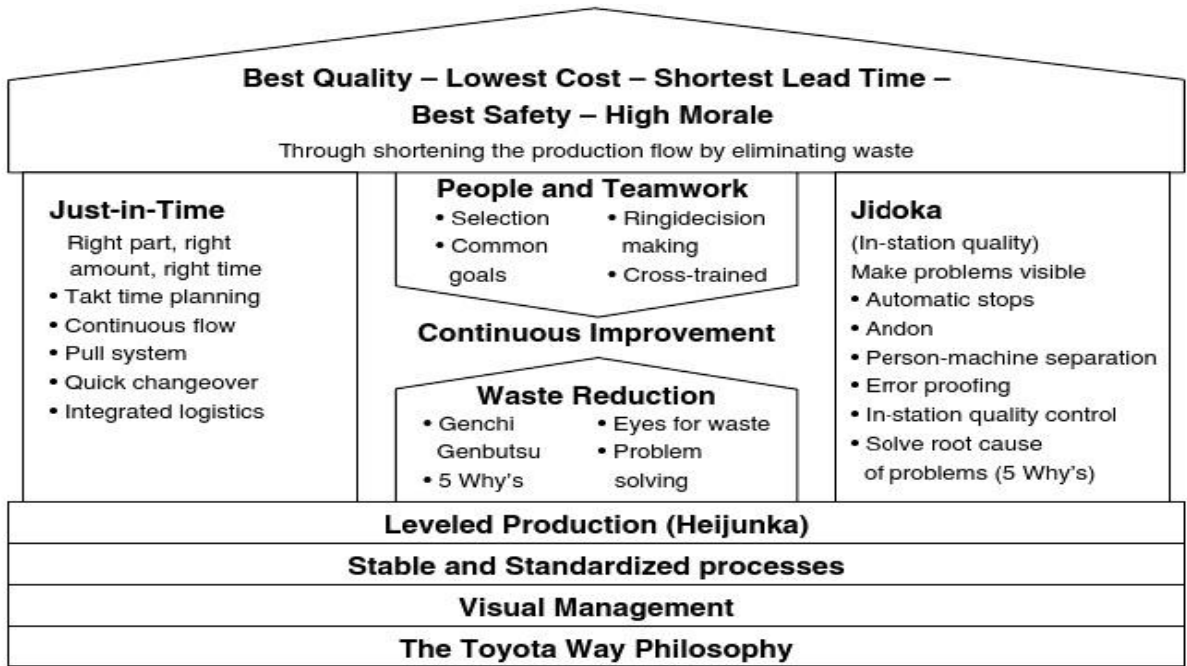 Best Quality – Lowest Cost – Shortest Lead Time –
Best Safety – High Morale
Through shortening the production flow by eliminating waste
Just-in-Time
Right part, right
amount, right time
• Takt time planning
• Continuous flow
• Pull system
• Quick changeover
• Integrated logistics
People and Teamwork
• Selection
• Common
goals
• Ringidecision
making
• Cross-trained
Continuous Improvement
Waste Reduction
• Genchi
Genbutsu
• 5 Why's
• Eyes for waste
• Problem
solving
Jidoka
(In-station quality)
Make problems visible
• Automatic stops
• Andon
• Person-machine separation
• Error proofing
• In-station quality control
• Solve root cause
of problems (5 Why's)
Leveled Production (Heijunka)
Stable and Standardized processes
Visual Management
The Toyota Way Philosophy